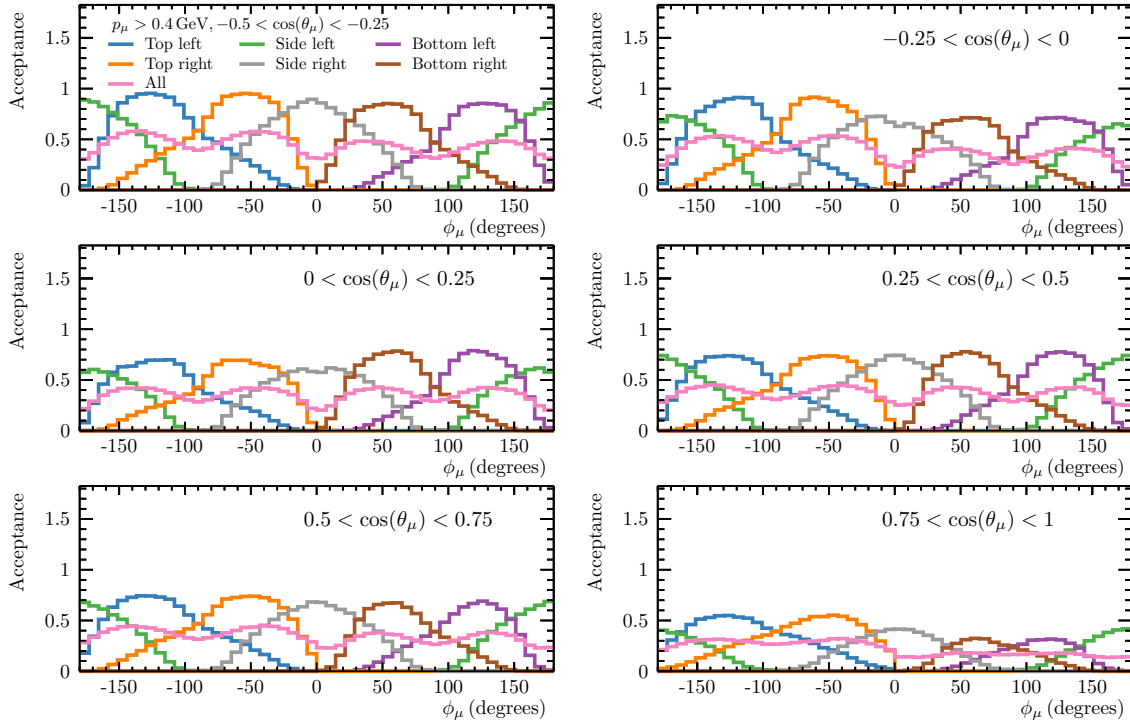 p_μ > 0.4 GeV, −0.5 < cos(θ_μ) < −0.25
Top left
Side left
Bottom left
Top right
Side right
Bottom right
All
Acceptance
1.5
1
0.5
0
-150 -100 -50 0 50 100 150
ϕ_μ (degrees)
−0.25 < cos(θ_μ) < 0
Acceptance
1.5
1
0.5
0
-150 -100 -50 0 50 100 150
ϕ_μ (degrees)
0 < cos(θ_μ) < 0.25
Acceptance
1.5
1
0.5
0
-150 -100 -50 0 50 100 150
ϕ_μ (degrees)
0.25 < cos(θ_μ) < 0.5
Acceptance
1.5
1
0.5
0
-150 -100 -50 0 50 100 150
ϕ_μ (degrees)
0.5 < cos(θ_μ) < 0.75
Acceptance
1.5
1
0.5
0
-150 -100 -50 0 50 100 150
ϕ_μ (degrees)
0.75 < cos(θ_μ) < 1
Acceptance
1.5
1
0.5
0
-150 -100 -50 0 50 100 150
ϕ_μ (degrees)